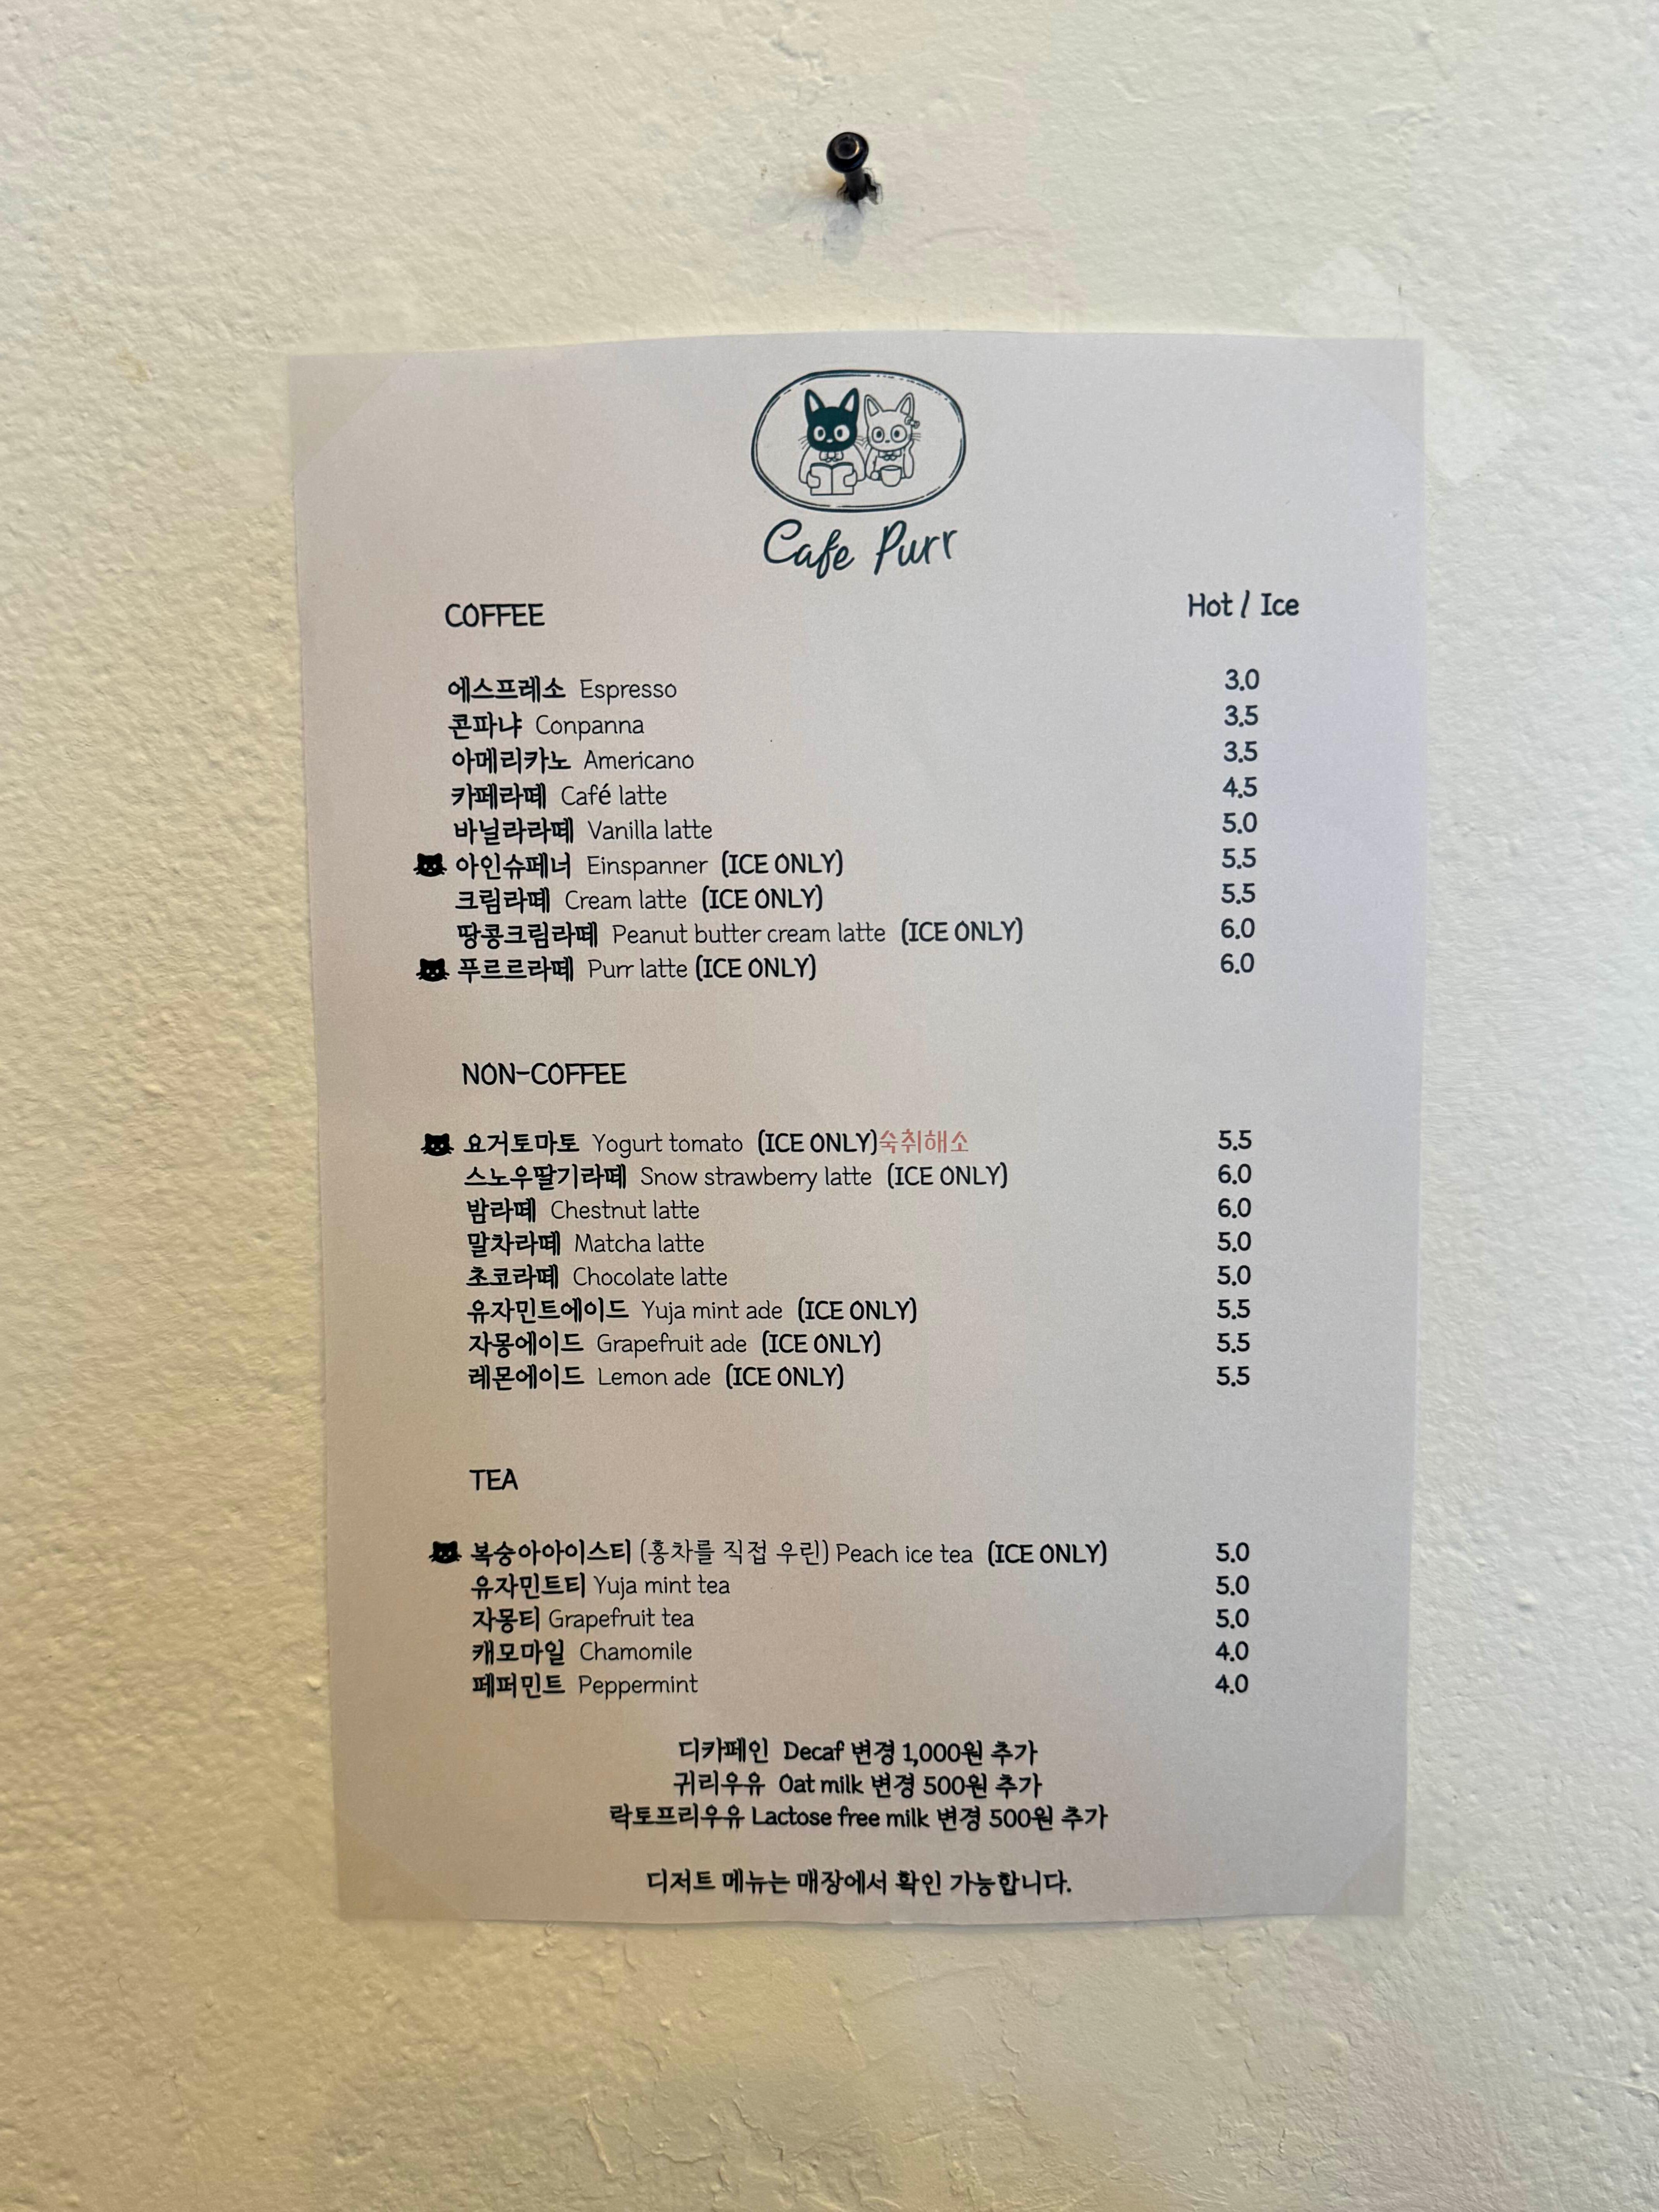 Cafe Purr
COFFEE Hot / Ice
에스프레소 Espresso 3.0
콘파냐 Conpanna 3.5
아메리카노 Americano 3.5
카페라떼 Café latte 4.5
바닐라라떼 Vanilla latte 5.0
아인슈페너 Einspanner (ICE ONLY) 5.5
크림라떼 Cream latte (ICE ONLY) 5.5
땅콩크림라떼 Peanut butter cream latte (ICE ONLY) 6.0
푸르르라떼 Purr latte (ICE ONLY) 6.0
NON-COFFEE
요거토마토 Yogurt tomato (ICE ONLY)숙취해소 5.5
스노우딸기라떼 Snow strawberry latte (ICE ONLY) 6.0
밤라떼 Chestnut latte 6.0
말차라떼 Matcha latte 5.0
초코라떼 Chocolate latte 5.0
유자민트에이드 Yuja mint ade (ICE ONLY) 5.5
자몽에이드 Grapefruit ade (ICE ONLY) 5.5
레몬에이드 Lemon ade (ICE ONLY) 5.5
TEA
복숭아아이스티 (홍차를 직접 우린) Peach ice tea (ICE ONLY) 5.0
유자민트티 Yuja mint tea 5.0
자몽티 Grapefruit tea 5.0
캐모마일 Chamomile 4.0
페퍼민트 Peppermint 4.0
디카페인 Decaf 변경 1,000원 추가
귀리우유 Oat milk 변경 500원 추가
락토프리우유 Lactose free milk 변경 500원 추가
디저트 메뉴는 매장에서 확인 가능합니다.